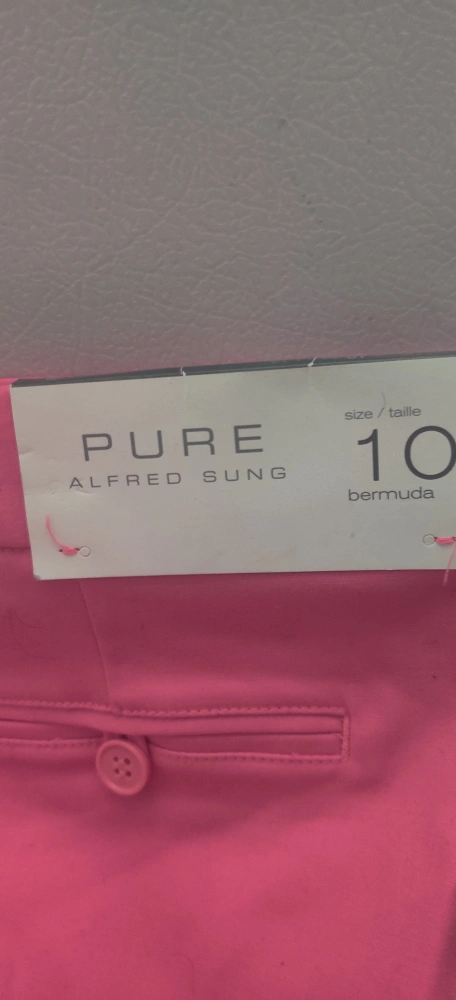 PURE
ALFRED SUNG
size / taille
10
bermuda